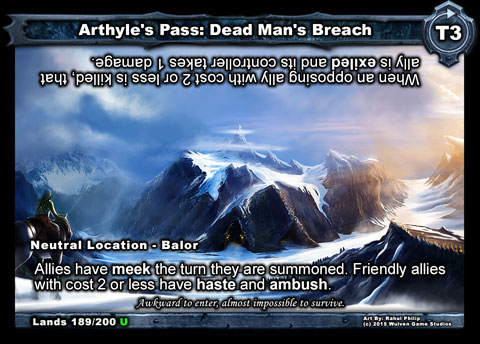 Arthyle's Pass: Dead Man's Breach
T3
When an opposing ally with cost 2 or less is killed, that
ally is exiled and its controller takes 1 damage.
Neutral Location - Balor
Allies have meek the turn they are summoned. Friendly allies
with cost 2 or less have haste and ambush.
Awkward to enter, almost impossible to survive.
Lands 189/200 U
Art By: Rahul Philip
(c) 2015 Wulven Game Studios